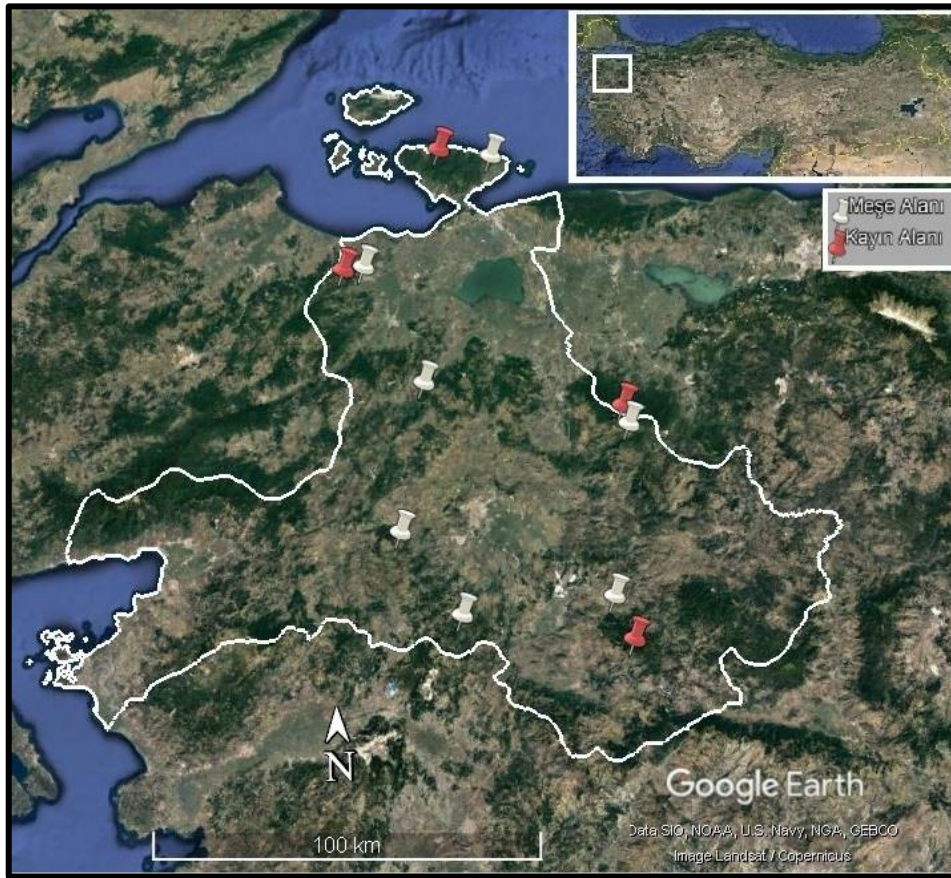 Meşe Alanı
Kayın Alanı
N
100 km
Google Earth
Data SIO, NOAA, U.S. Navy, NGA, GEBCO
Image Landsat / Copernicus